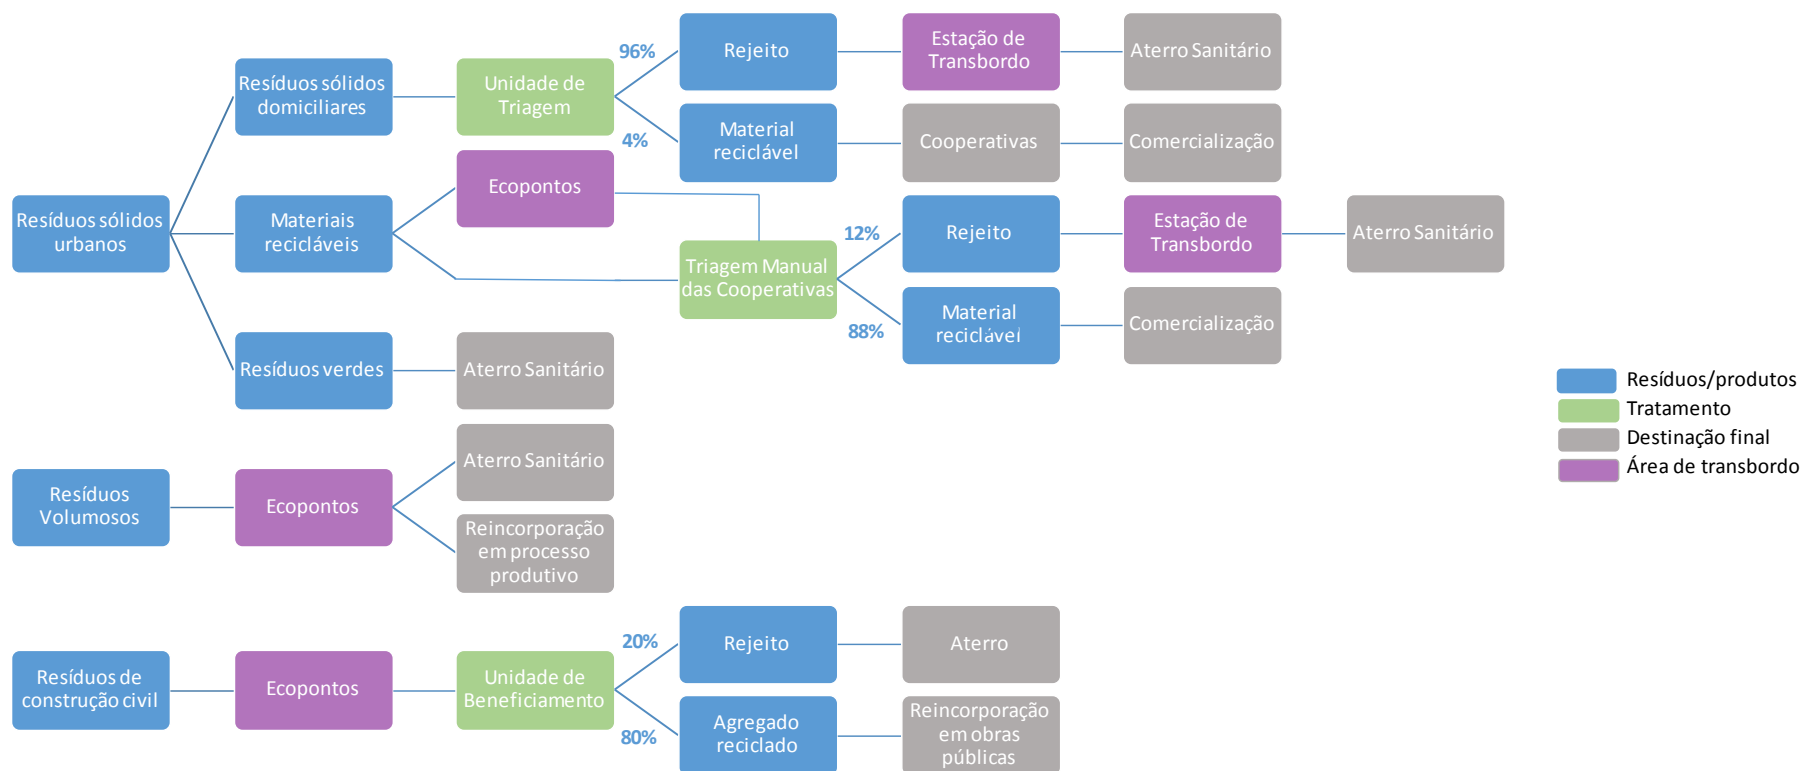 Resíduos sólidos
urbanos
Resíduos sólidos
domiciliares
Unidade de
Triagem
96%
4%
Rejeito
Estação de
Transbordo
Aterro Sanitário
Material
reciclável
Cooperativas
Comercialização
Materiais
recicláveis
Ecopontos
Triagem Manual
das Cooperativas
12%
88%
Rejeito
Estação de
Transbordo
Aterro Sanitário
Material
reciclável
Comercialização
Resíduos verdes
Aterro Sanitário
Resíduos
Volumosos
Ecopontos
Aterro Sanitário
Reincorporação
em processo
produtivo
Resíduos de
construção civil
Ecopontos
Unidade de
Beneficiamento
20%
80%
Rejeito
Aterro
Agregado
reciclado
Reincorporação
em obras
públicas
Resíduos/produtos
Tratamento
Destinação final
Área de transbordo